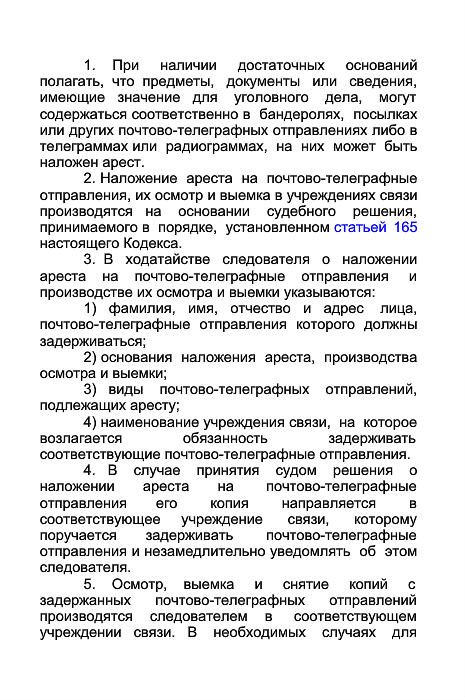 1. При наличии достаточных оснований
полагать, что предметы, документы или сведения,
имеющие значение для уголовного дела, могут
содержаться соответственно в бандеролях, посылках
или других почтово-телеграфных отправлениях либо в
телеграммах или радиограммах, на них может быть
наложен арест.
2. Наложение ареста на почтово-телеграфные
отправления, их осмотр и выемка в учреждениях связи
производятся на основании судебного решения,
принимаемого в порядке, установленном статьей 165
настоящего Кодекса.
3. В ходатайстве следователя о наложении
ареста на почтово-телеграфные отправления и
производстве их осмотра и выемки указываются:
1) фамилия, имя, отчество и адрес лица,
почтово-телеграфные отправления которого должны
задерживаться;
2) основания наложения ареста, производства
осмотра и выемки;
3) виды почтово-телеграфных отправлений,
подлежащих аресту;
4) наименование учреждения связи, на которое
возлагается обязанность задерживать
соответствующие почтово-телеграфные отправления.
4. В случае принятия судом решения о
наложении ареста на почтово-телеграфные
отправления его копия направляется в
соответствующее учреждение связи, которому
поручается задерживать почтово-телеграфные
отправления и незамедлительно уведомлять об этом
следователя.
5. Осмотр, выемка и снятие копий с
задержанных почтово-телеграфных отправлений
производятся следователем в соответствующем
учреждении связи. В необходимых случаях для